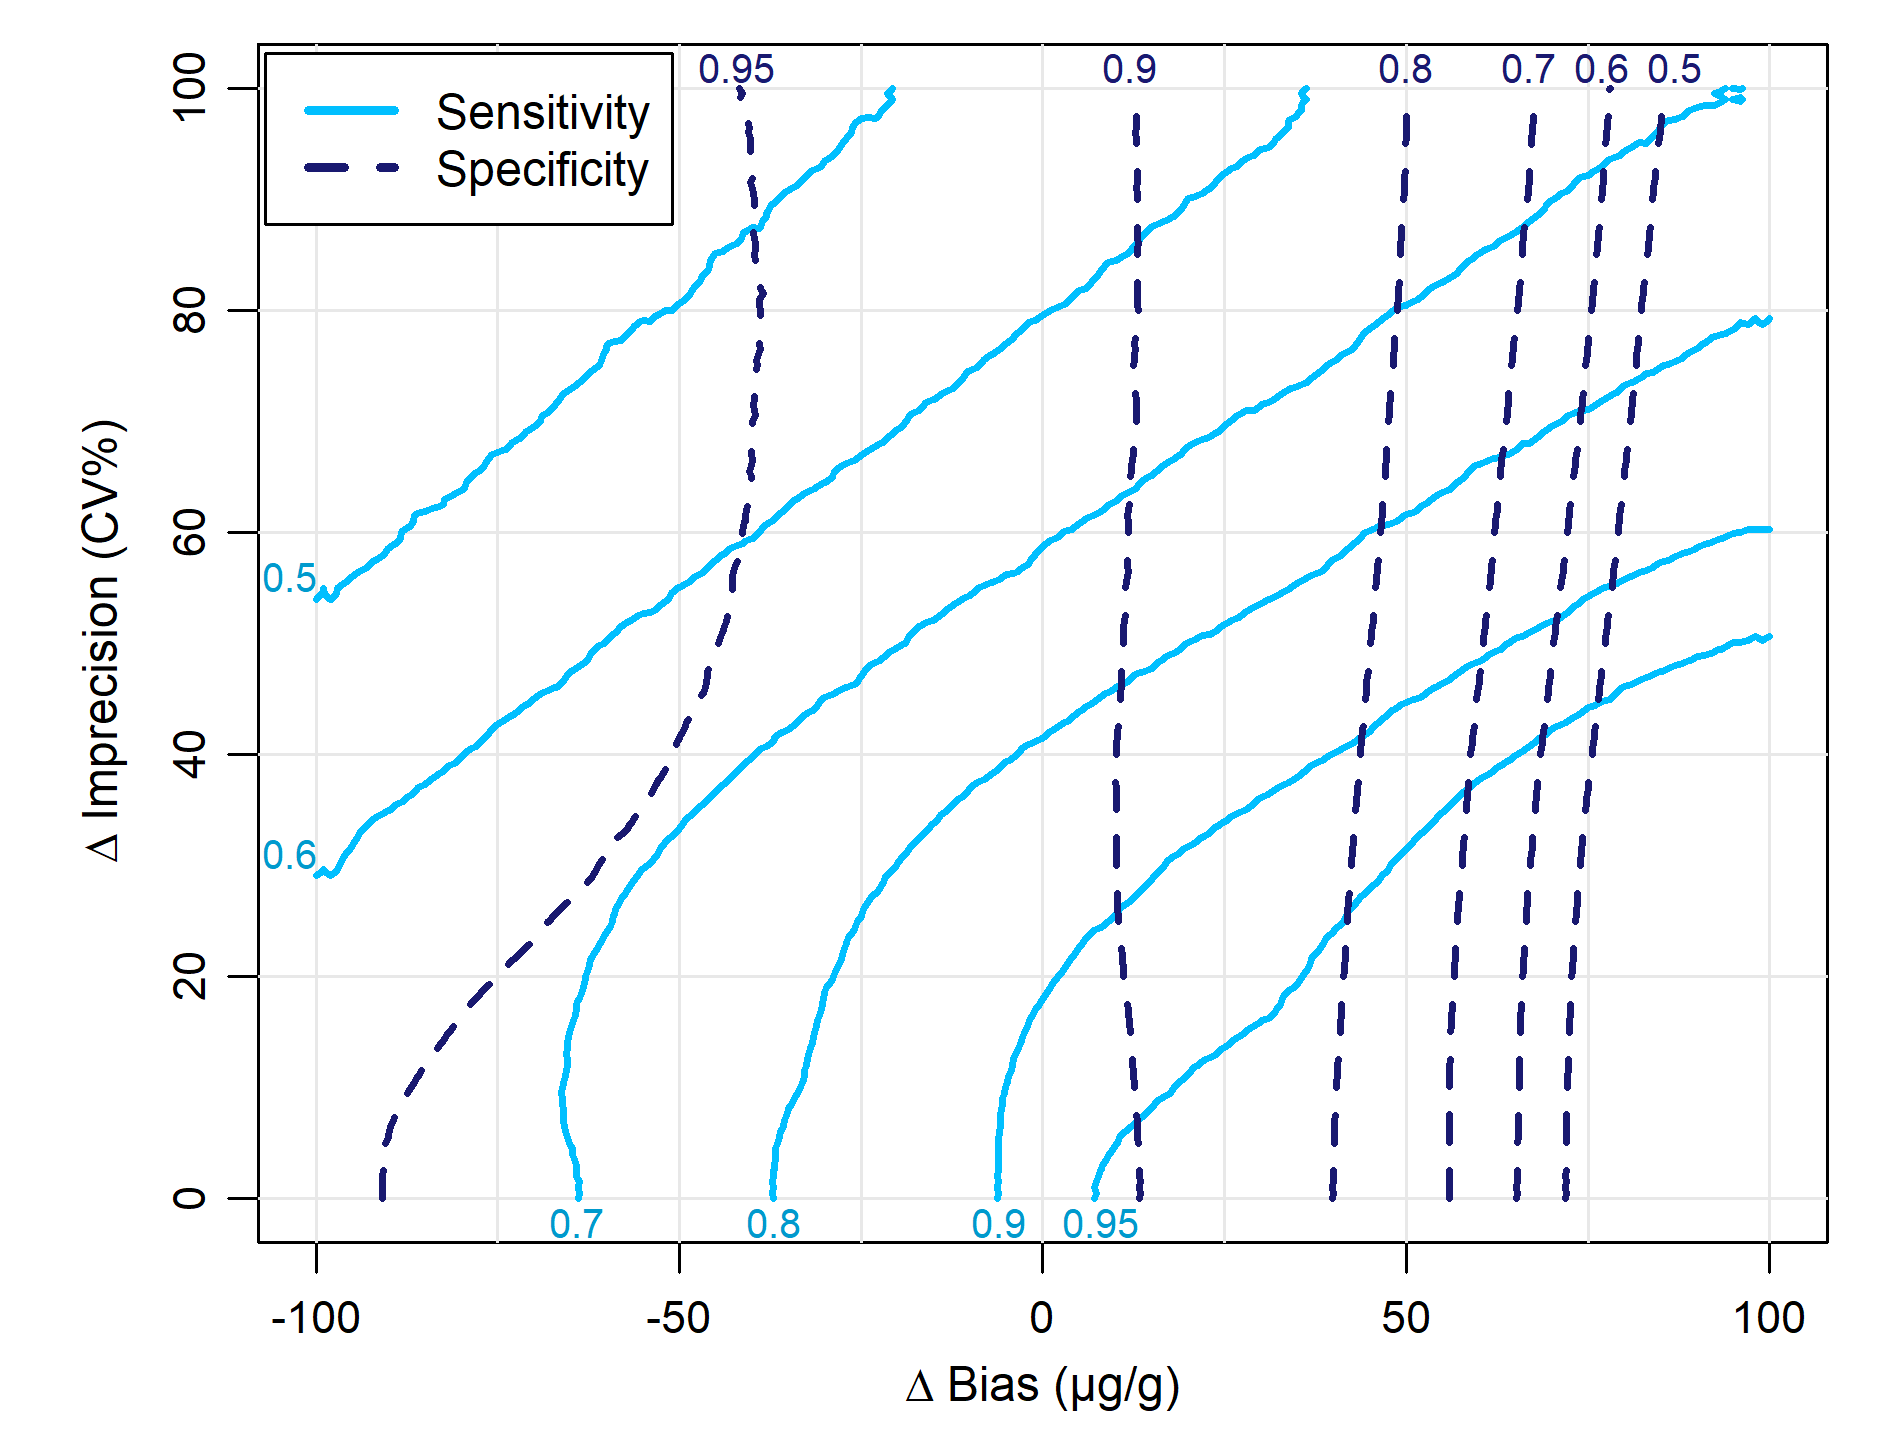 0.95 0.9 0.8 0.7 0.6 0.5
Sensitivity
Specificity
100
80
60
40
20
0
Δ Imprecision (CV%)
0.5
0.6
0.7 0.8 0.9 0.95
-100 -50 0 50 100
Δ Bias (µg/g)